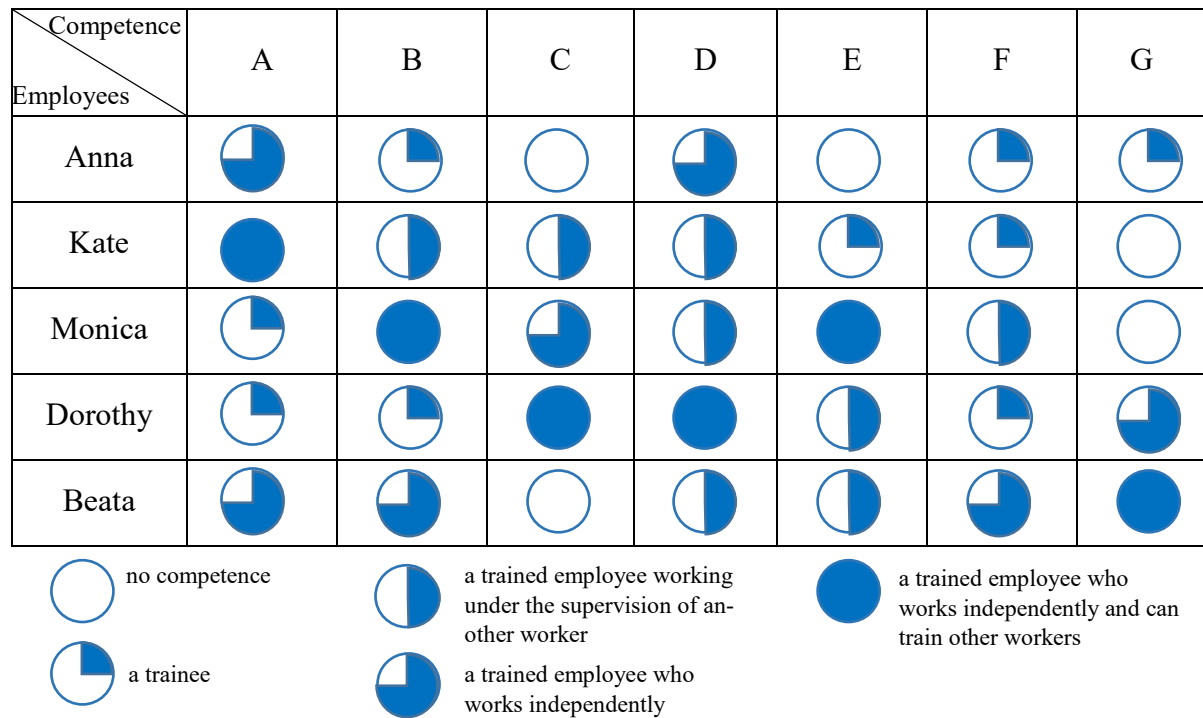 Competence
Employees
A B C D E F G
Anna
Kate
Monica
Dorothy
Beata
no competence
a trainee
a trained employee working
under the supervision of an-
other worker
a trained employee who
works independently
a trained employee who
works independently and can
train other workers